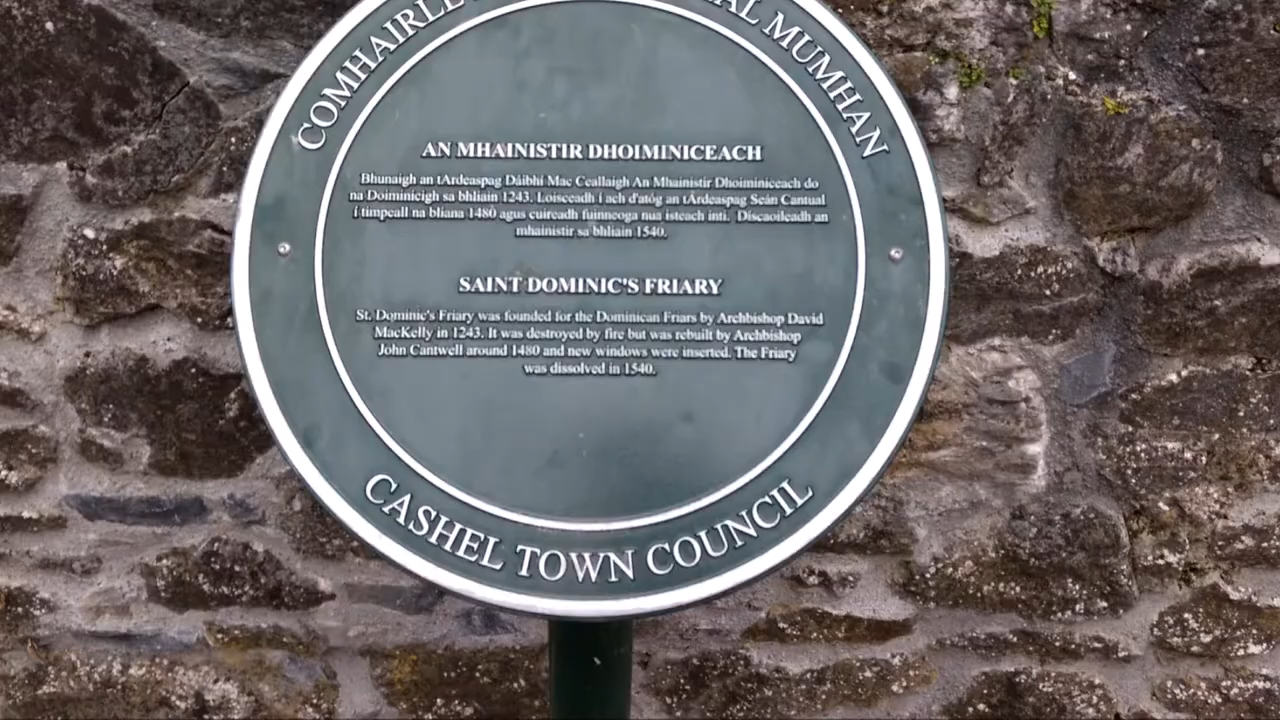 COMHAIRLE
MUMHAN
AN MHAINISTIR DHOIMINICEACH
Bhunaigh an tArdeaspag Dáibhí Mac Ceallaigh An Mhainistir Dhoiminiceach do
na Doiminicigh sa bhliain 1243. Loisceadh í ach d'atóg an tArdeaspag Seán Cantual
í timpeall na bliana 1480 agus cuireadh fuinneoga nua isteach inti. Díscaoileadh an
mhainistir sa bhliain 1540.
SAINT DOMINIC'S FRIARY
St. Dominic's Friary was founded for the Dominican Friars by Archbishop David
MacKelly in 1243. It was destroyed by fire but was rebuilt by Archbishop
John Cantwell around 1480 and new windows were inserted. The Friary
was dissolved in 1540.
CASHEL TOWN COUNCIL